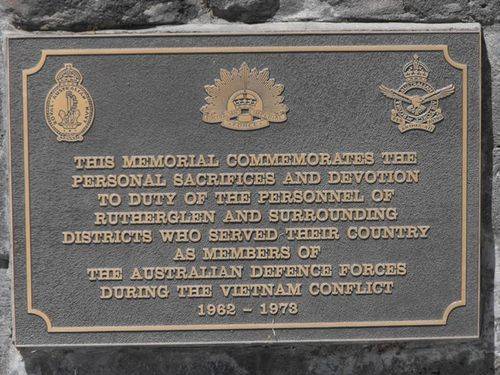 THIS MEMORIAL COMMEMORATES THE
PERSONAL SACRIFICES AND DEVOTION
TO DUTY OF THE PERSONNEL OF
RUTHERGLEN AND SURROUNDING
DISTRICTS WHO SERVED THEIR COUNTRY
AS MEMBERS OF
THE AUSTRALIAN DEFENCE FORCES
DURING THE VIETNAM CONFLICT
1962 - 1973